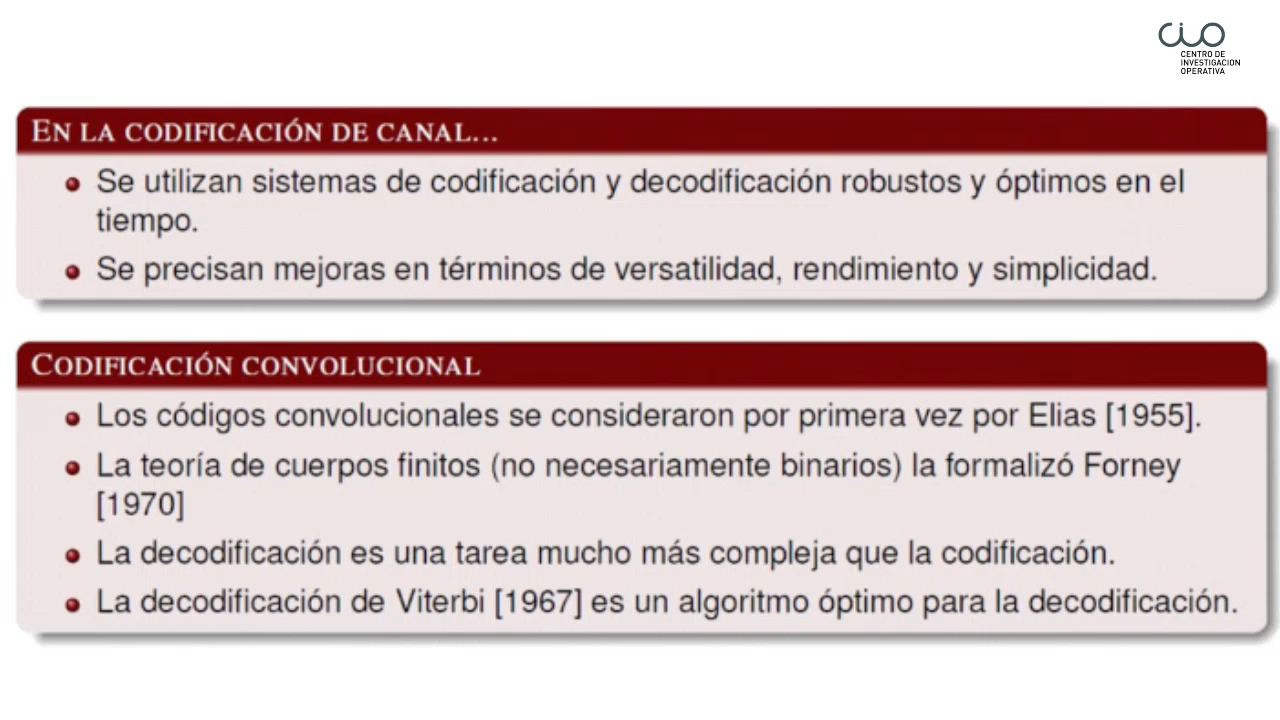 CIO
CENTRO DE
INVESTIGACION
OPERATIVA
EN LA CODIFICACIÓN DE CANAL...
Se utilizan sistemas de codificación y decodificación robustos y óptimos en el
tiempo.
Se precisan mejoras en términos de versatilidad, rendimiento y simplicidad.
CODIFICACIÓN CONVOLUCIONAL
Los códigos convolucionales se consideraron por primera vez por Elias [1955].
La teoría de cuerpos finitos (no necesariamente binarios) la formalizó Forney
[1970]
La decodificación es una tarea mucho más compleja que la codificación.
La decodificación de Viterbi [1967] es un algoritmo óptimo para la decodificación.